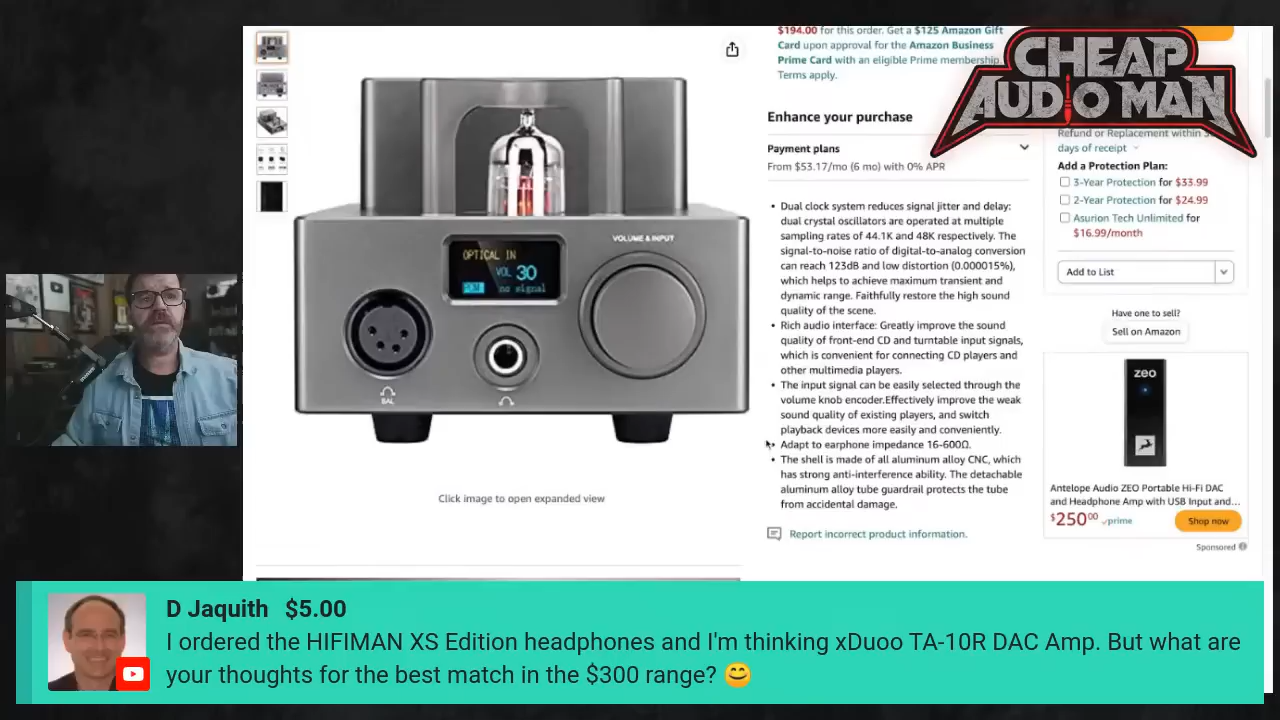 $194.00 for this order. Get a $125 Amazon Gift
Card upon approval for the Amazon Business
Prime Card with an eligible Prime membership.
Terms apply.
Enhance your purchase
Payment plans
From $53.17/mo (6 mo) with 0% APR
• Dual clock system reduces signal jitter and delay:
dual crystal oscillators are operated at multiple
sampling rates of 44.1K and 48K respectively. The
signal-to-noise ratio of digital-to-analog conversion
can reach 123dB and low distortion (0.000015%),
which helps to achieve maximum transient and
dynamic range. Faithfully restore the high sound
quality of the scene.
• Rich audio interface: Greatly improve the sound
quality of front-end CD and turntable input signals,
which is convenient for connecting CD players and
other multimedia players.
• The input signal can be easily selected through the
volume knob encoder.Effectively improve the weak
sound quality of existing players, and switch
playback devices more easily and conveniently.
• Adapt to earphone impedance 16-600Ω.
• The shell is made of all aluminum alloy CNC, which
has strong anti-interference ability. The detachable
aluminum alloy tube guardrail protects the tube
from accidental damage.
Report incorrect product information.
CHEAP
AUDIO MAN
Refund or Replacement within
days of receipt
Add a Protection Plan:
3-Year Protection for $33.99
2-Year Protection for $24.99
Asurion Tech Unlimited for
$16.99/month
Add to List
Have one to sell?
Sell on Amazon
zeo
Antelope Audio ZEO Portable Hi-Fi DAC
and Headphone Amp with USB Input and...
$25000 prime
Shop now
Sponsored
VOLUME & INPUT
OPTICAL IN
VOL 30
PCM no signal
BAL
Click image to open expanded view
D Jaquith $5.00
I ordered the HIFIMAN XS Edition headphones and I'm thinking xDuoo TA-10R DAC Amp. But what are
your thoughts for the best match in the $300 range? 😊